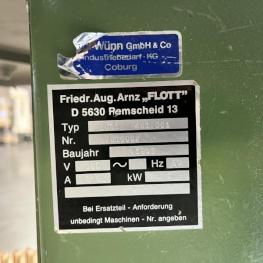 Wünn GmbH & Co
Industriebedarf · KG
Coburg
Friedr.Aug.Arnz „FLOTT"
D 5630 Remscheid 13
Typ
Nr.
Baujahr
V ~ Hz
A kW
Bei Ersatzteil - Anforderung
unbedingt Maschinen - Nr. angeben